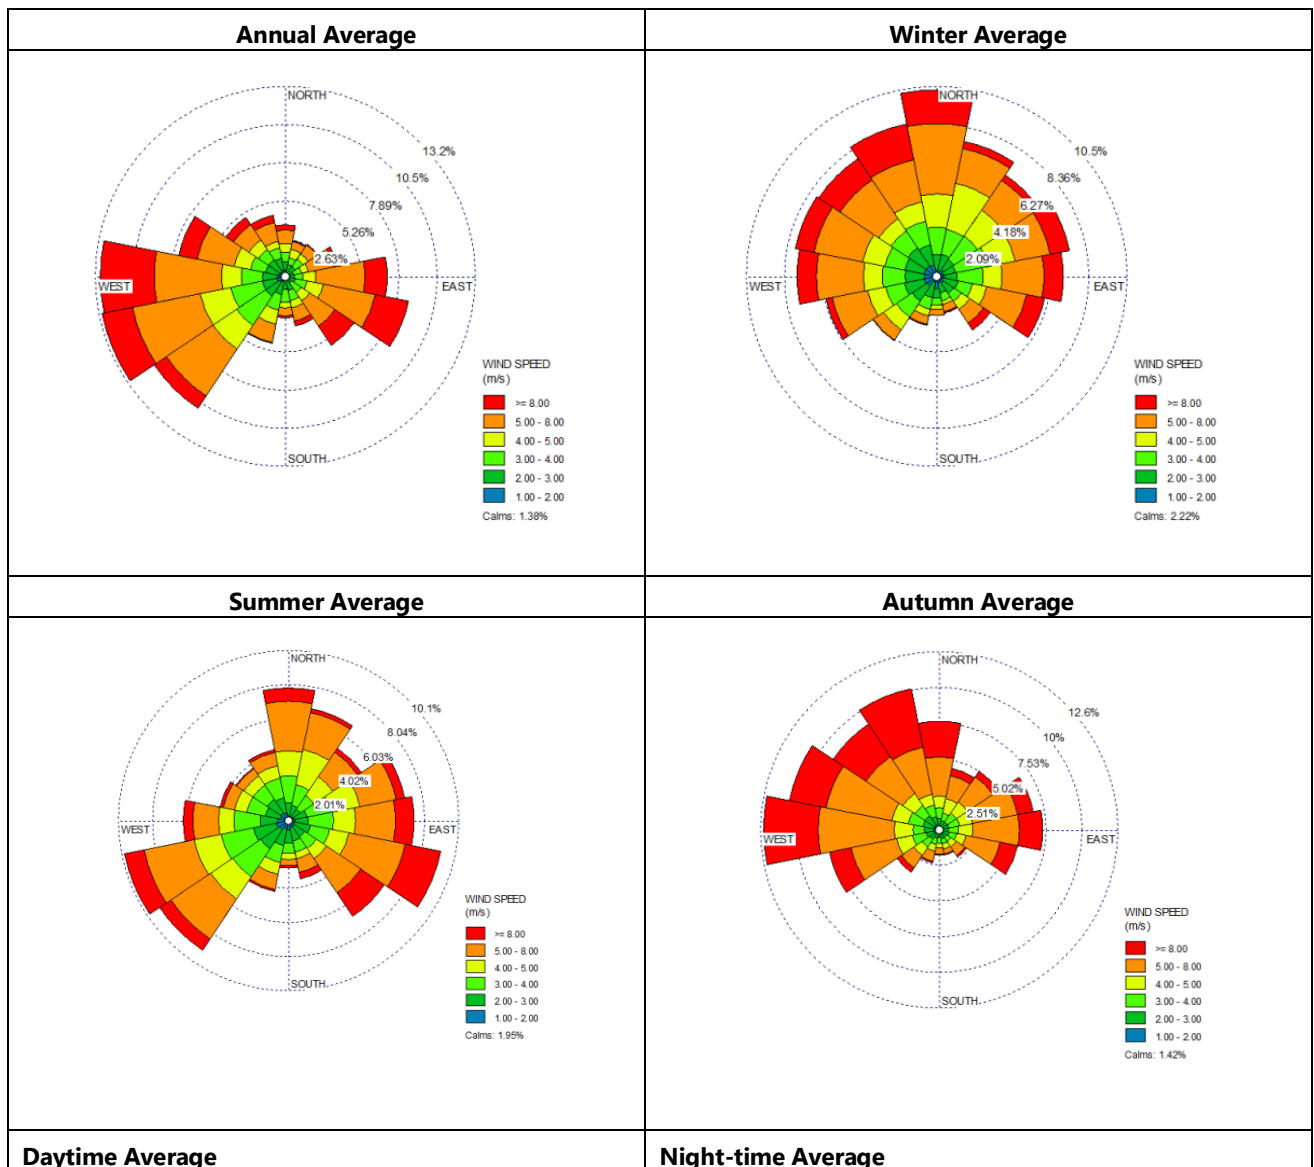 Annual Average
Winter Average
NORTH
13.2%
10.5%
7.89%
5.26%
2.63%
WEST
EAST
SOUTH
WIND SPEED
(m/s)
>= 8.00
5.00 - 8.00
4.00 - 5.00
3.00 - 4.00
2.00 - 3.00
1.00 - 2.00
Calms: 1.38%
NORTH
10.5%
8.36%
6.27%
4.18%
2.09%
WEST
EAST
SOUTH
WIND SPEED
(m/s)
>= 8.00
5.00 - 8.00
4.00 - 5.00
3.00 - 4.00
2.00 - 3.00
1.00 - 2.00
Calms: 2.22%
Summer Average
Autumn Average
NORTH
10.1%
8.04%
6.03%
4.02%
2.01%
WEST
EAST
SOUTH
WIND SPEED
(m/s)
>= 8.00
5.00 - 8.00
4.00 - 5.00
3.00 - 4.00
2.00 - 3.00
1.00 - 2.00
Calms: 1.95%
NORTH
12.6%
10%
7.53%
5.02%
2.51%
WEST
EAST
SOUTH
WIND SPEED
(m/s)
>= 8.00
5.00 - 8.00
4.00 - 5.00
3.00 - 4.00
2.00 - 3.00
1.00 - 2.00
Calms: 1.42%
Daytime Average
Night-time Average